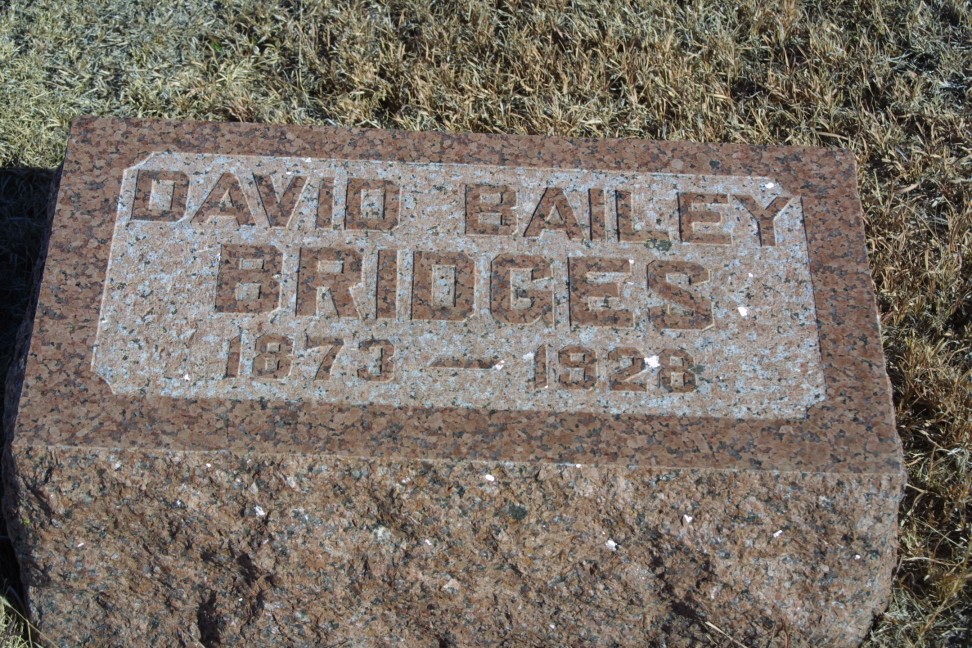 DAVID BAILEY
BRIDGES
1873 — 1928